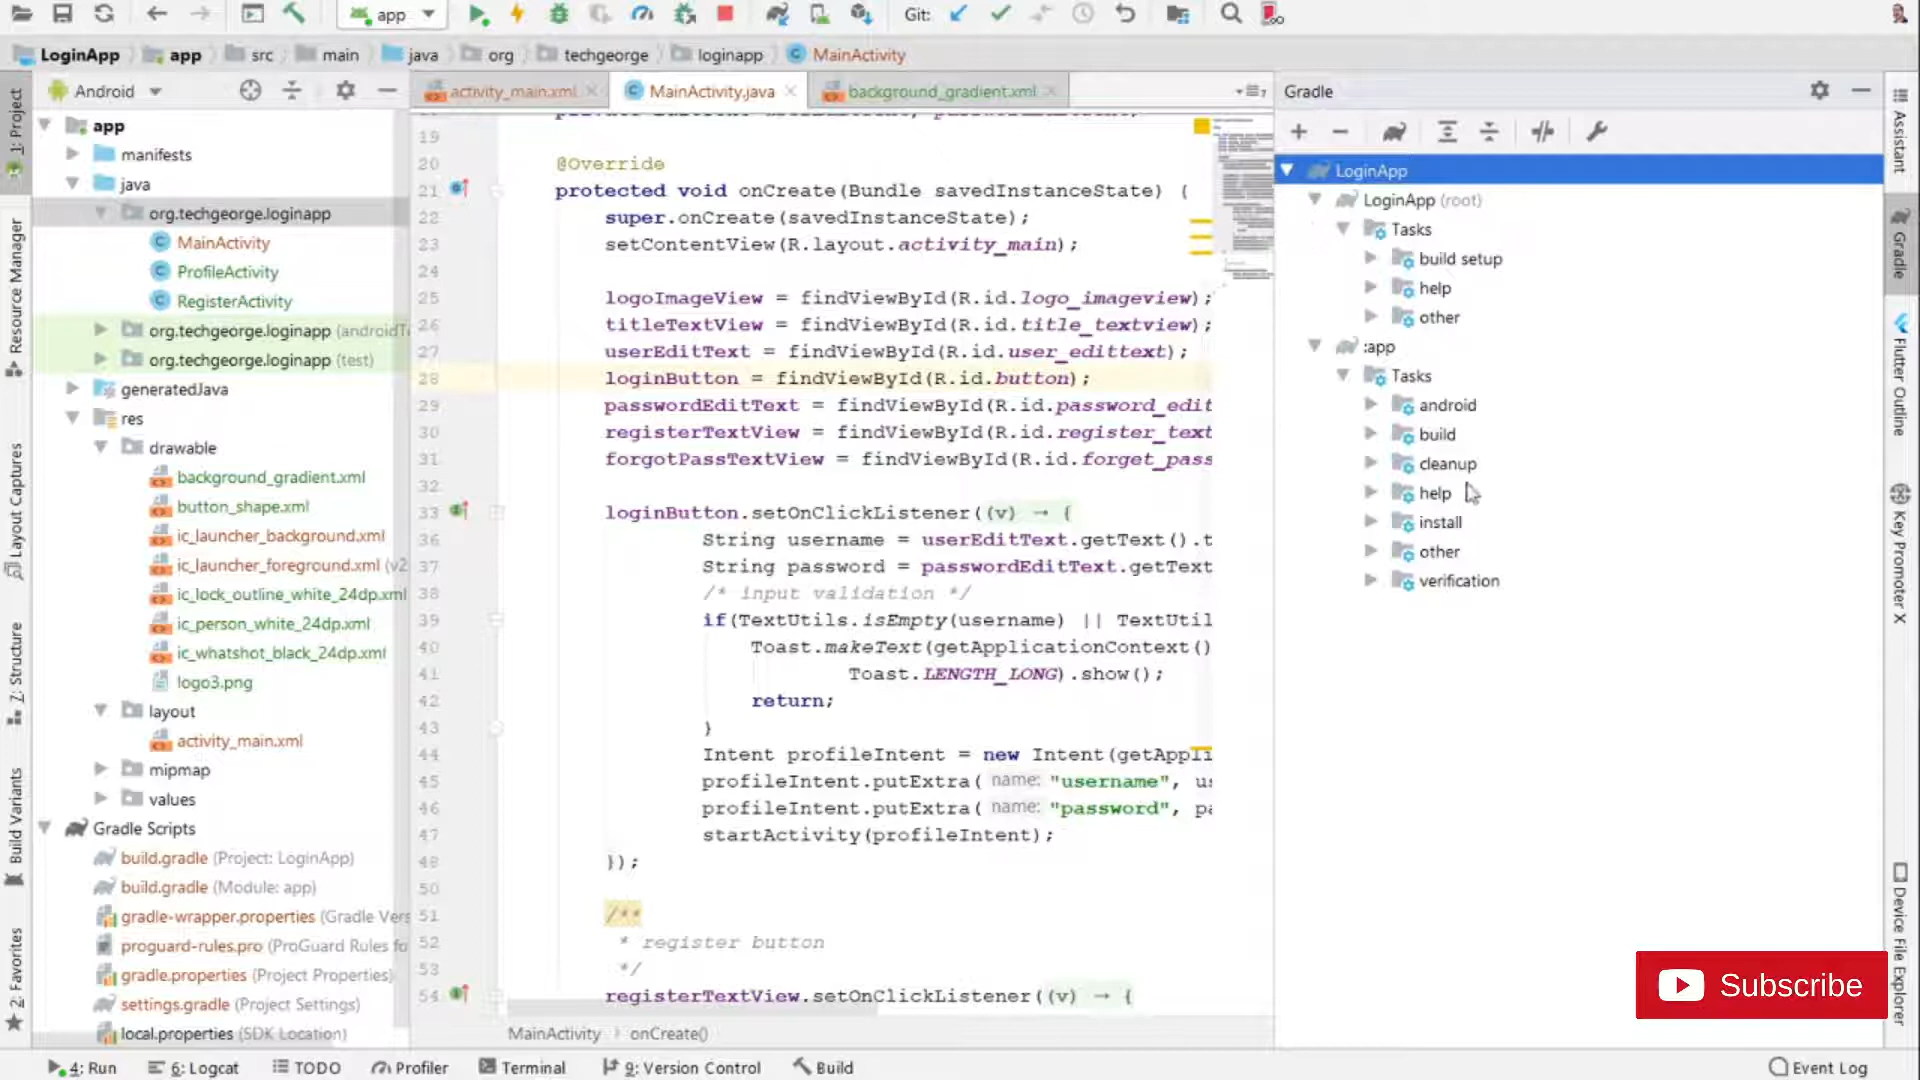 app
Git:
LoginApp
app
src
main
java
org
techgeorge
loginapp
MainActivity
1: Project
Resource Manager
Layout Captures
7: Structure
Build Variants
2: Favorites
Android
app
manifests
java
org.techgeorge.loginapp
MainActivity
ProfileActivity
RegisterActivity
org.techgeorge.loginapp (androidT
org.techgeorge.loginapp (test)
generatedJava
res
drawable
background_gradient.xml
button_shape.xml
ic_launcher_background.xml
ic_launcher_foreground.xml (v2
ic_lock_outline_white_24dp.xml
ic_person_white_24dp.xml
ic_whatshot_black_24dp.xml
logo3.png
layout
activity_main.xml
mipmap
values
Gradle Scripts
build.gradle (Project: LoginApp)
build.gradle (Module: app)
gradle-wrapper.properties (Gradle Vers
proguard-rules.pro (ProGuard Rules fo
gradle.properties (Project Properties)
settings.gradle (Project Settings)
local.properties (SDK Location)
activity_main.xml
MainActivity.java
background_gradient.xml
19
20 @Override
21 protected void onCreate(Bundle savedInstanceState) {
22 super.onCreate(savedInstanceState);
23 setContentView(R.layout.activity_main);
24
25 logoImageView = findViewById(R.id.logo_imageview);
26 titleTextView = findViewById(R.id.title_textview);
27 userEditText = findViewById(R.id.user_edittext);
28 loginButton = findViewById(R.id.button);
29 passwordEditText = findViewById(R.id.password_edit
30 registerTextView = findViewById(R.id.register_text
31 forgotPassTextView = findViewById(R.id.forget_pass
32
33 loginButton.setOnClickListener((v) → {
36 String username = userEditText.getText().t
37 String password = passwordEditText.getText
38 /* input validation */
39 if(TextUtils.isEmpty(username) || TextUtil
40 Toast.makeText(getApplicationContext()
41 Toast.LENGTH_LONG).show();
42 return;
43 }
44 Intent profileIntent = new Intent(getAppli
45 profileIntent.putExtra( name: "username", us
46 profileIntent.putExtra( name: "password", pa
47 startActivity(profileIntent);
48 });
50
51 /**
52 * register button
53 */
54 registerTextView.setOnClickListener((v) → {
MainActivity
onCreate()
Gradle
LoginApp
LoginApp (root)
Tasks
build setup
help
other
:app
Tasks
android
build
cleanup
help
install
other
verification
Assistant
Gradle
Flutter Outline
Key Promoter X
Device File Explorer
Subscribe
4: Run
6: Logcat
TODO
Profiler
Terminal
9: Version Control
Build
Event Log